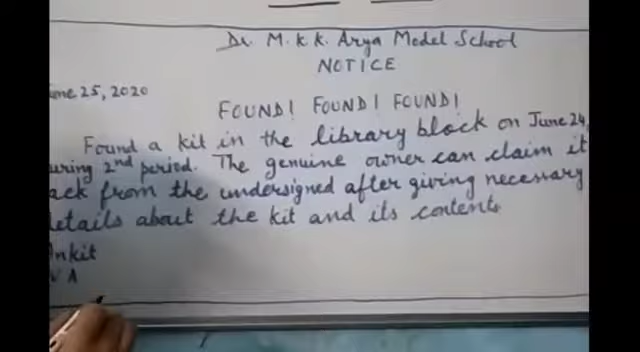 Dr M.K.K. Arya Model School
NOTICE
June 25, 2020
FOUND! FOUND! FOUND!
Found a kit in the library block on June 24,
during 2nd period. The genuine owner can claim it
back from the undersigned after giving necessary
details about the kit and its contents
Ankit
A